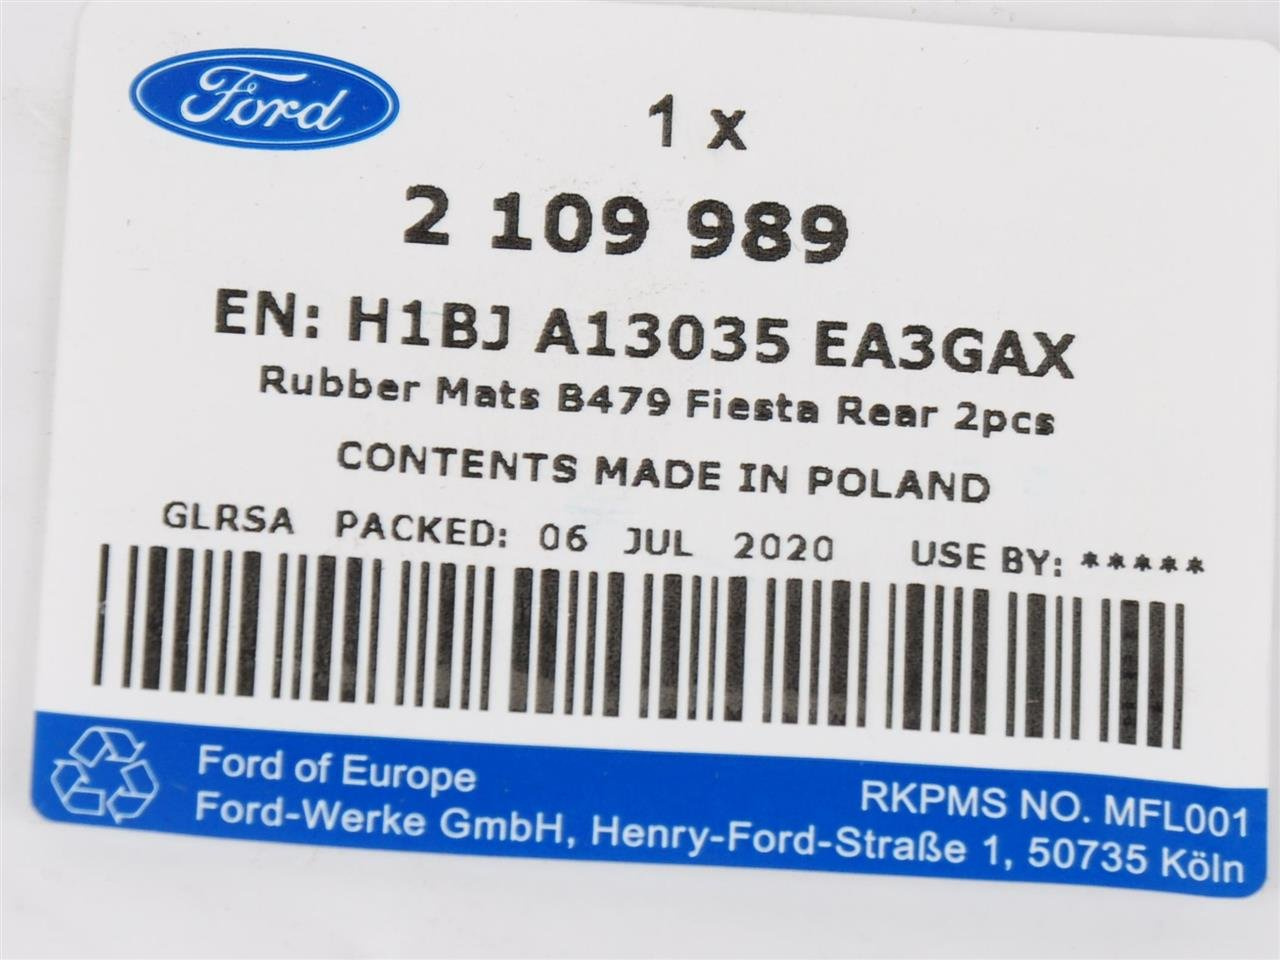 Ford
1 x
2 109 989
EN: H1BJ A13035 EA3GAX
Rubber Mats B479 Fiesta Rear 2pcs
CONTENTS MADE IN POLAND
GLRSA PACKED: 06 JUL 2020 USE BY: *****
Ford of Europe
RKPMS NO. MFL001
Ford-Werke GmbH, Henry-Ford-Straße 1, 50735 Köln